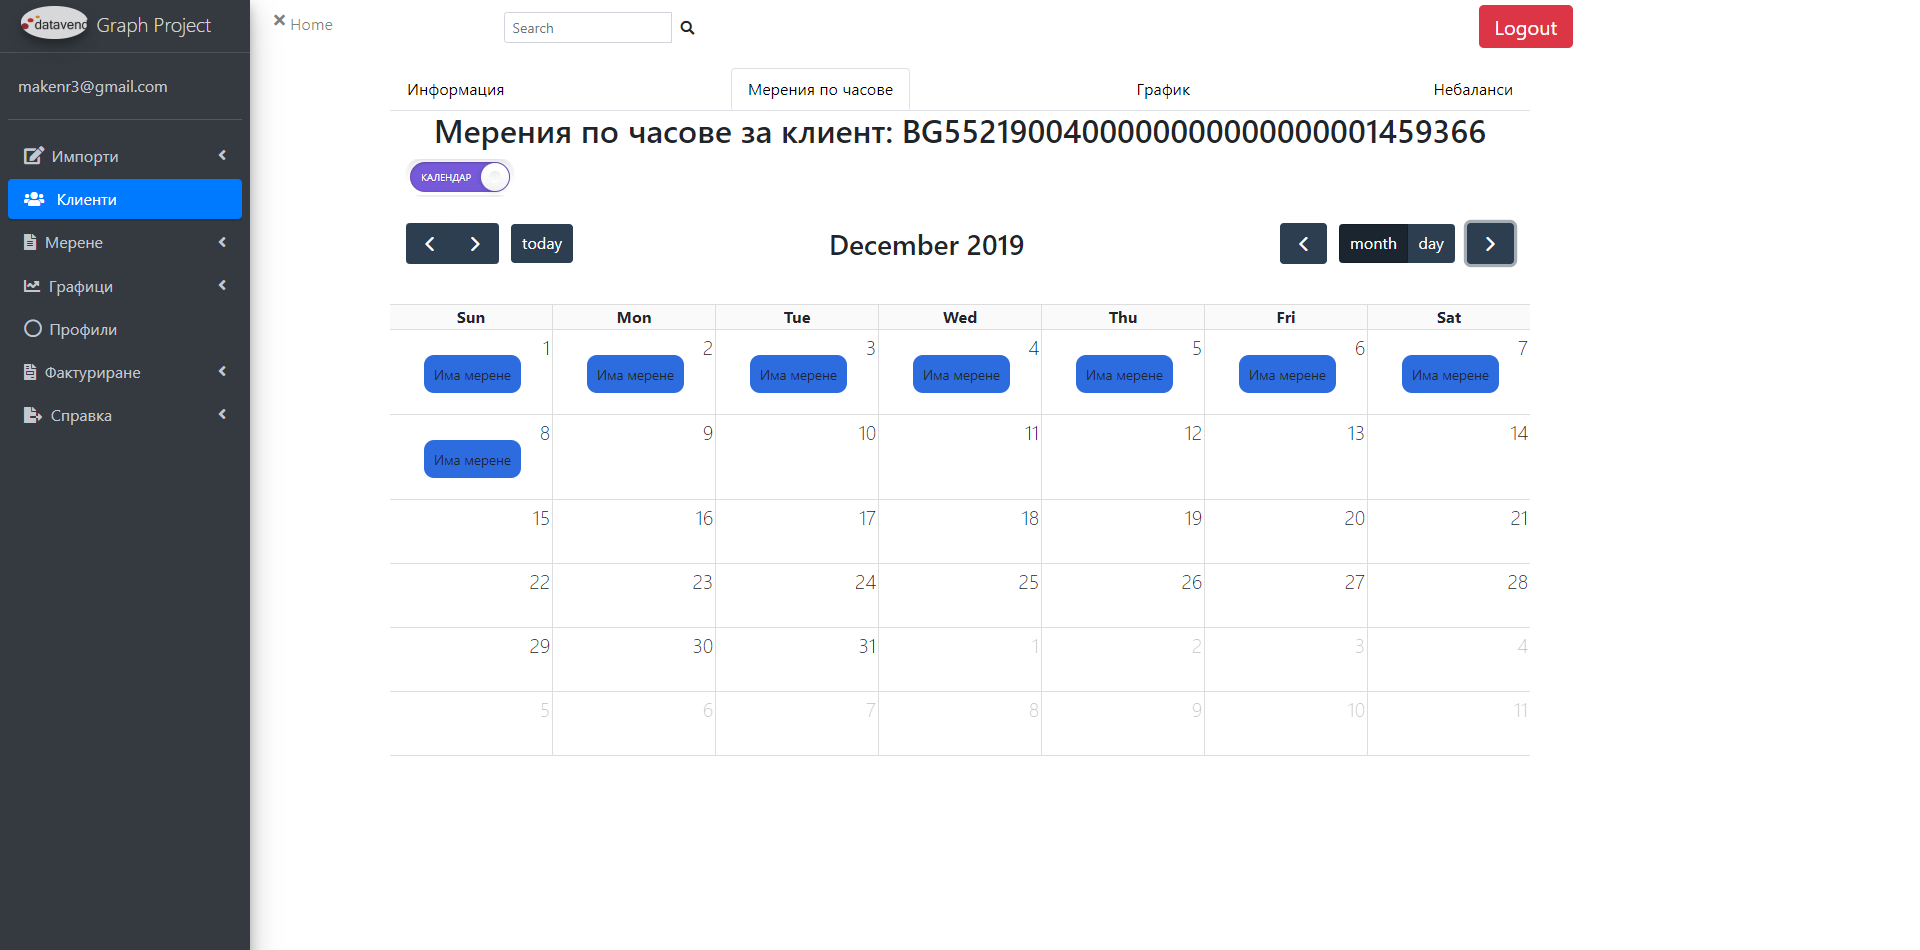 datavend Graph Project
makenr3@gmail.com
Импорти
Клиенти
Мерене
Графици
Профили
Фактуриране
Справка
Home
Search
Logout
Информация Мерения по часове График Небаланси
Мерения по часове за клиент: BG5521900400000000000000001459366
КАЛЕНДАР
today
December 2019
month day
Sun Mon Tue Wed Thu Fri Sat
1 2 3 4 5 6 7
Има мерене Има мерене Има мерене Има мерене Има мерене Има мерене Има мерене
8 9 10 11 12 13 14
Има мерене
15 16 17 18 19 20 21
22 23 24 25 26 27 28
29 30 31 1 2 3 4
5 6 7 8 9 10 11